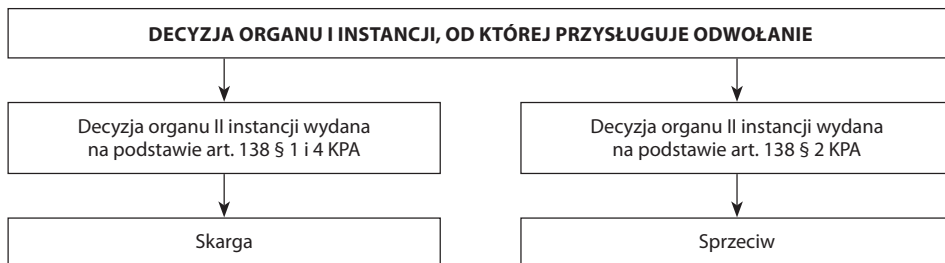 DECYZJA ORGANU I INSTANCJI, OD KTÓREJ PRZYSŁUGUJE ODWOŁANIE
Decyzja organu II instancji wydana
na podstawie art. 138 § 1 i 4 KPA
Decyzja organu II instancji wydana
na podstawie art. 138 § 2 KPA
Skarga
Sprzeciw